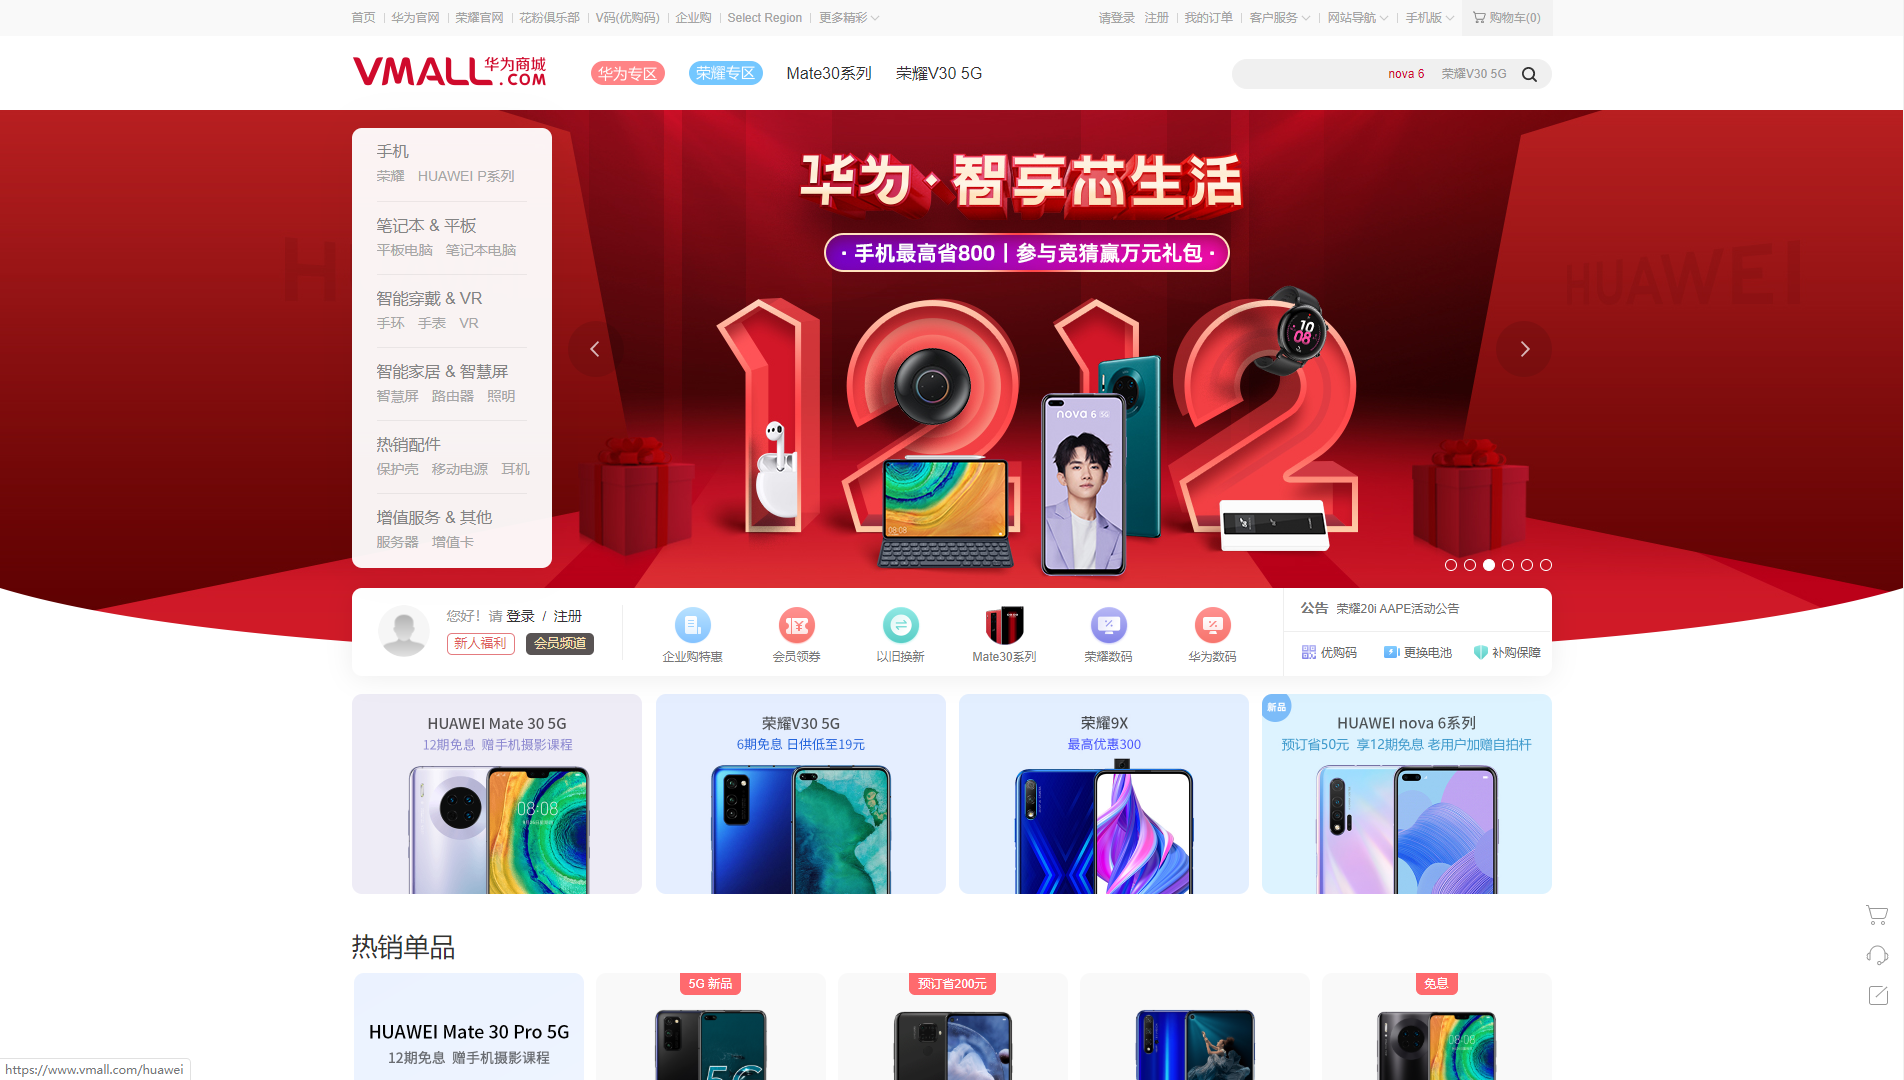 首页 华为官网 荣耀官网 花粉俱乐部 V码(优购码) 企业购 Select Region 更多精彩 请登录 注册 我的订单 客户服务 网站导航 手机版 购物车(0)
VMALL.COM 华为商城 华为专区 荣耀专区 Mate30系列 荣耀V30 5G nova 6 荣耀V30 5G
手机
荣耀 HUAWEI P系列
笔记本 & 平板
平板电脑 笔记本电脑
智能穿戴 & VR
手环 手表 VR
智能家居 & 智慧屏
智慧屏 路由器 照明
热销配件
保护壳 移动电源 耳机
增值服务 & 其他
服务器 增值卡
华为·智享芯生活
· 手机最高省800 | 参与竞猜赢万元礼包 ·
HUAWEI
1212
10
08
nova 6 5G
08:08
您好！请 登录 / 注册
新人福利 会员频道
企业购特惠 会员领券 以旧换新 Mate30系列 荣耀数码 华为数码
公告 荣耀20i AAPE活动公告
优购码 更换电池 补购保障
HUAWEI Mate 30 5G
12期免息 赠手机摄影课程
08:08
荣耀V30 5G
6期免息 日供低至19元
荣耀9X
最高优惠300
新品
HUAWEI nova 6系列
预订省50元 享12期免息 老用户加赠自拍杆
热销单品
HUAWEI Mate 30 Pro 5G
12期免息 赠手机摄影课程
5G 新品
5G
预订省200元
免息
08:08
https://www.vmall.com/huawei